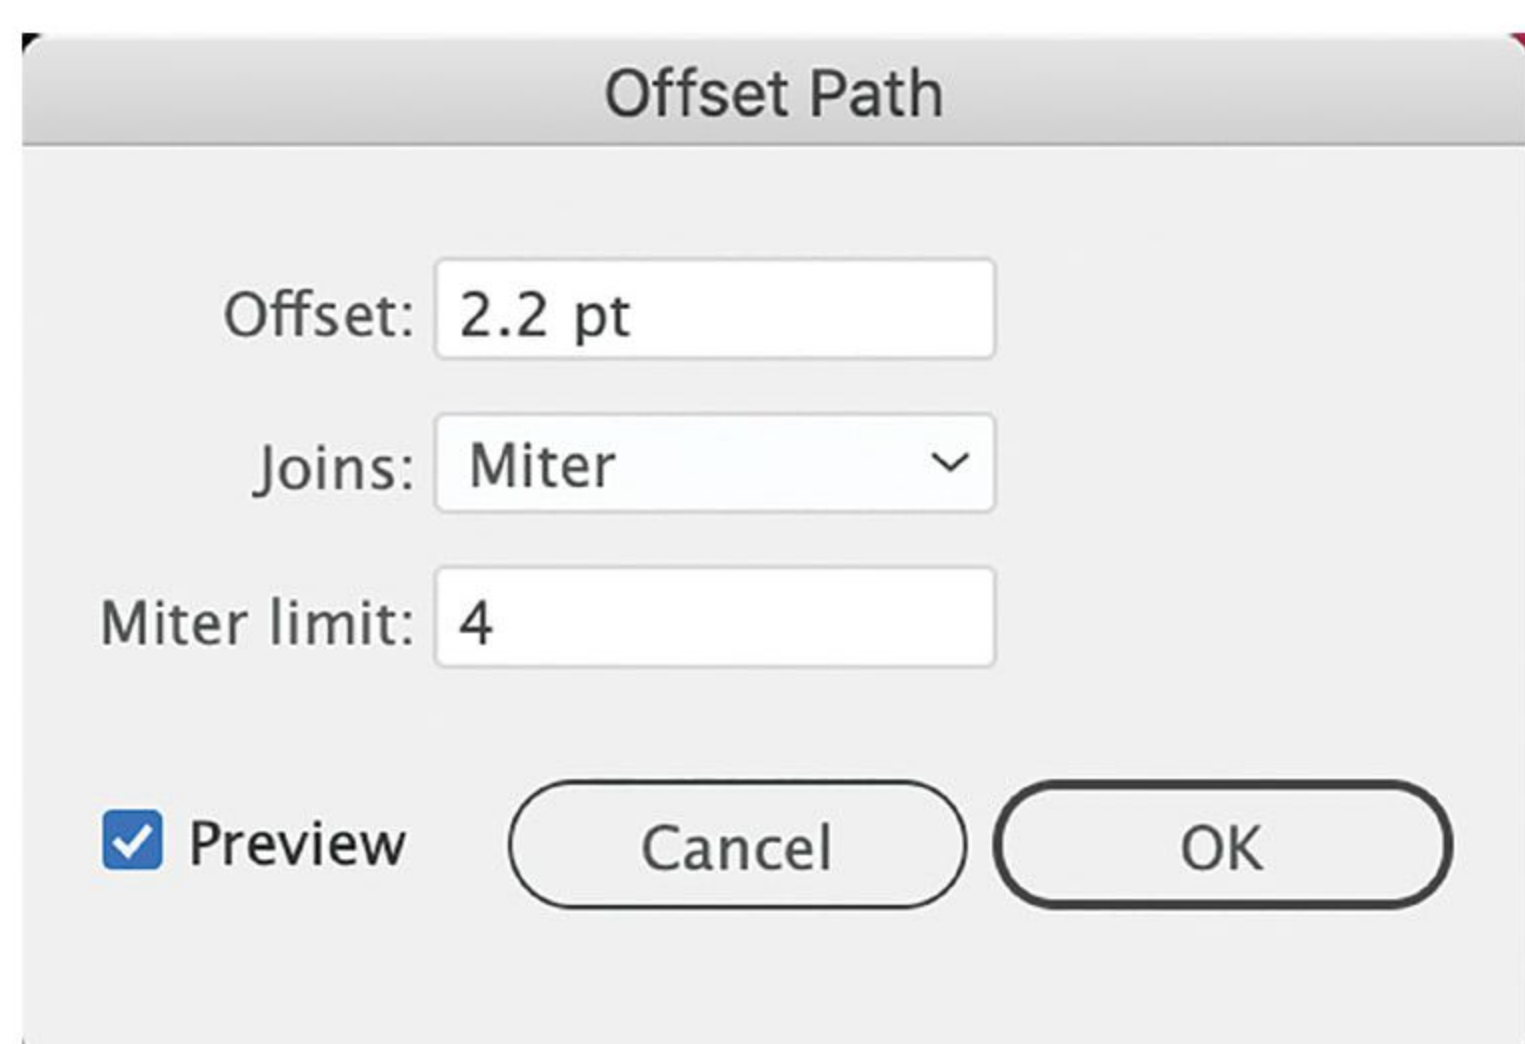 Offset Path
Offset: 2.2 pt
Joins: Miter
Miter limit: 4
Preview Cancel OK